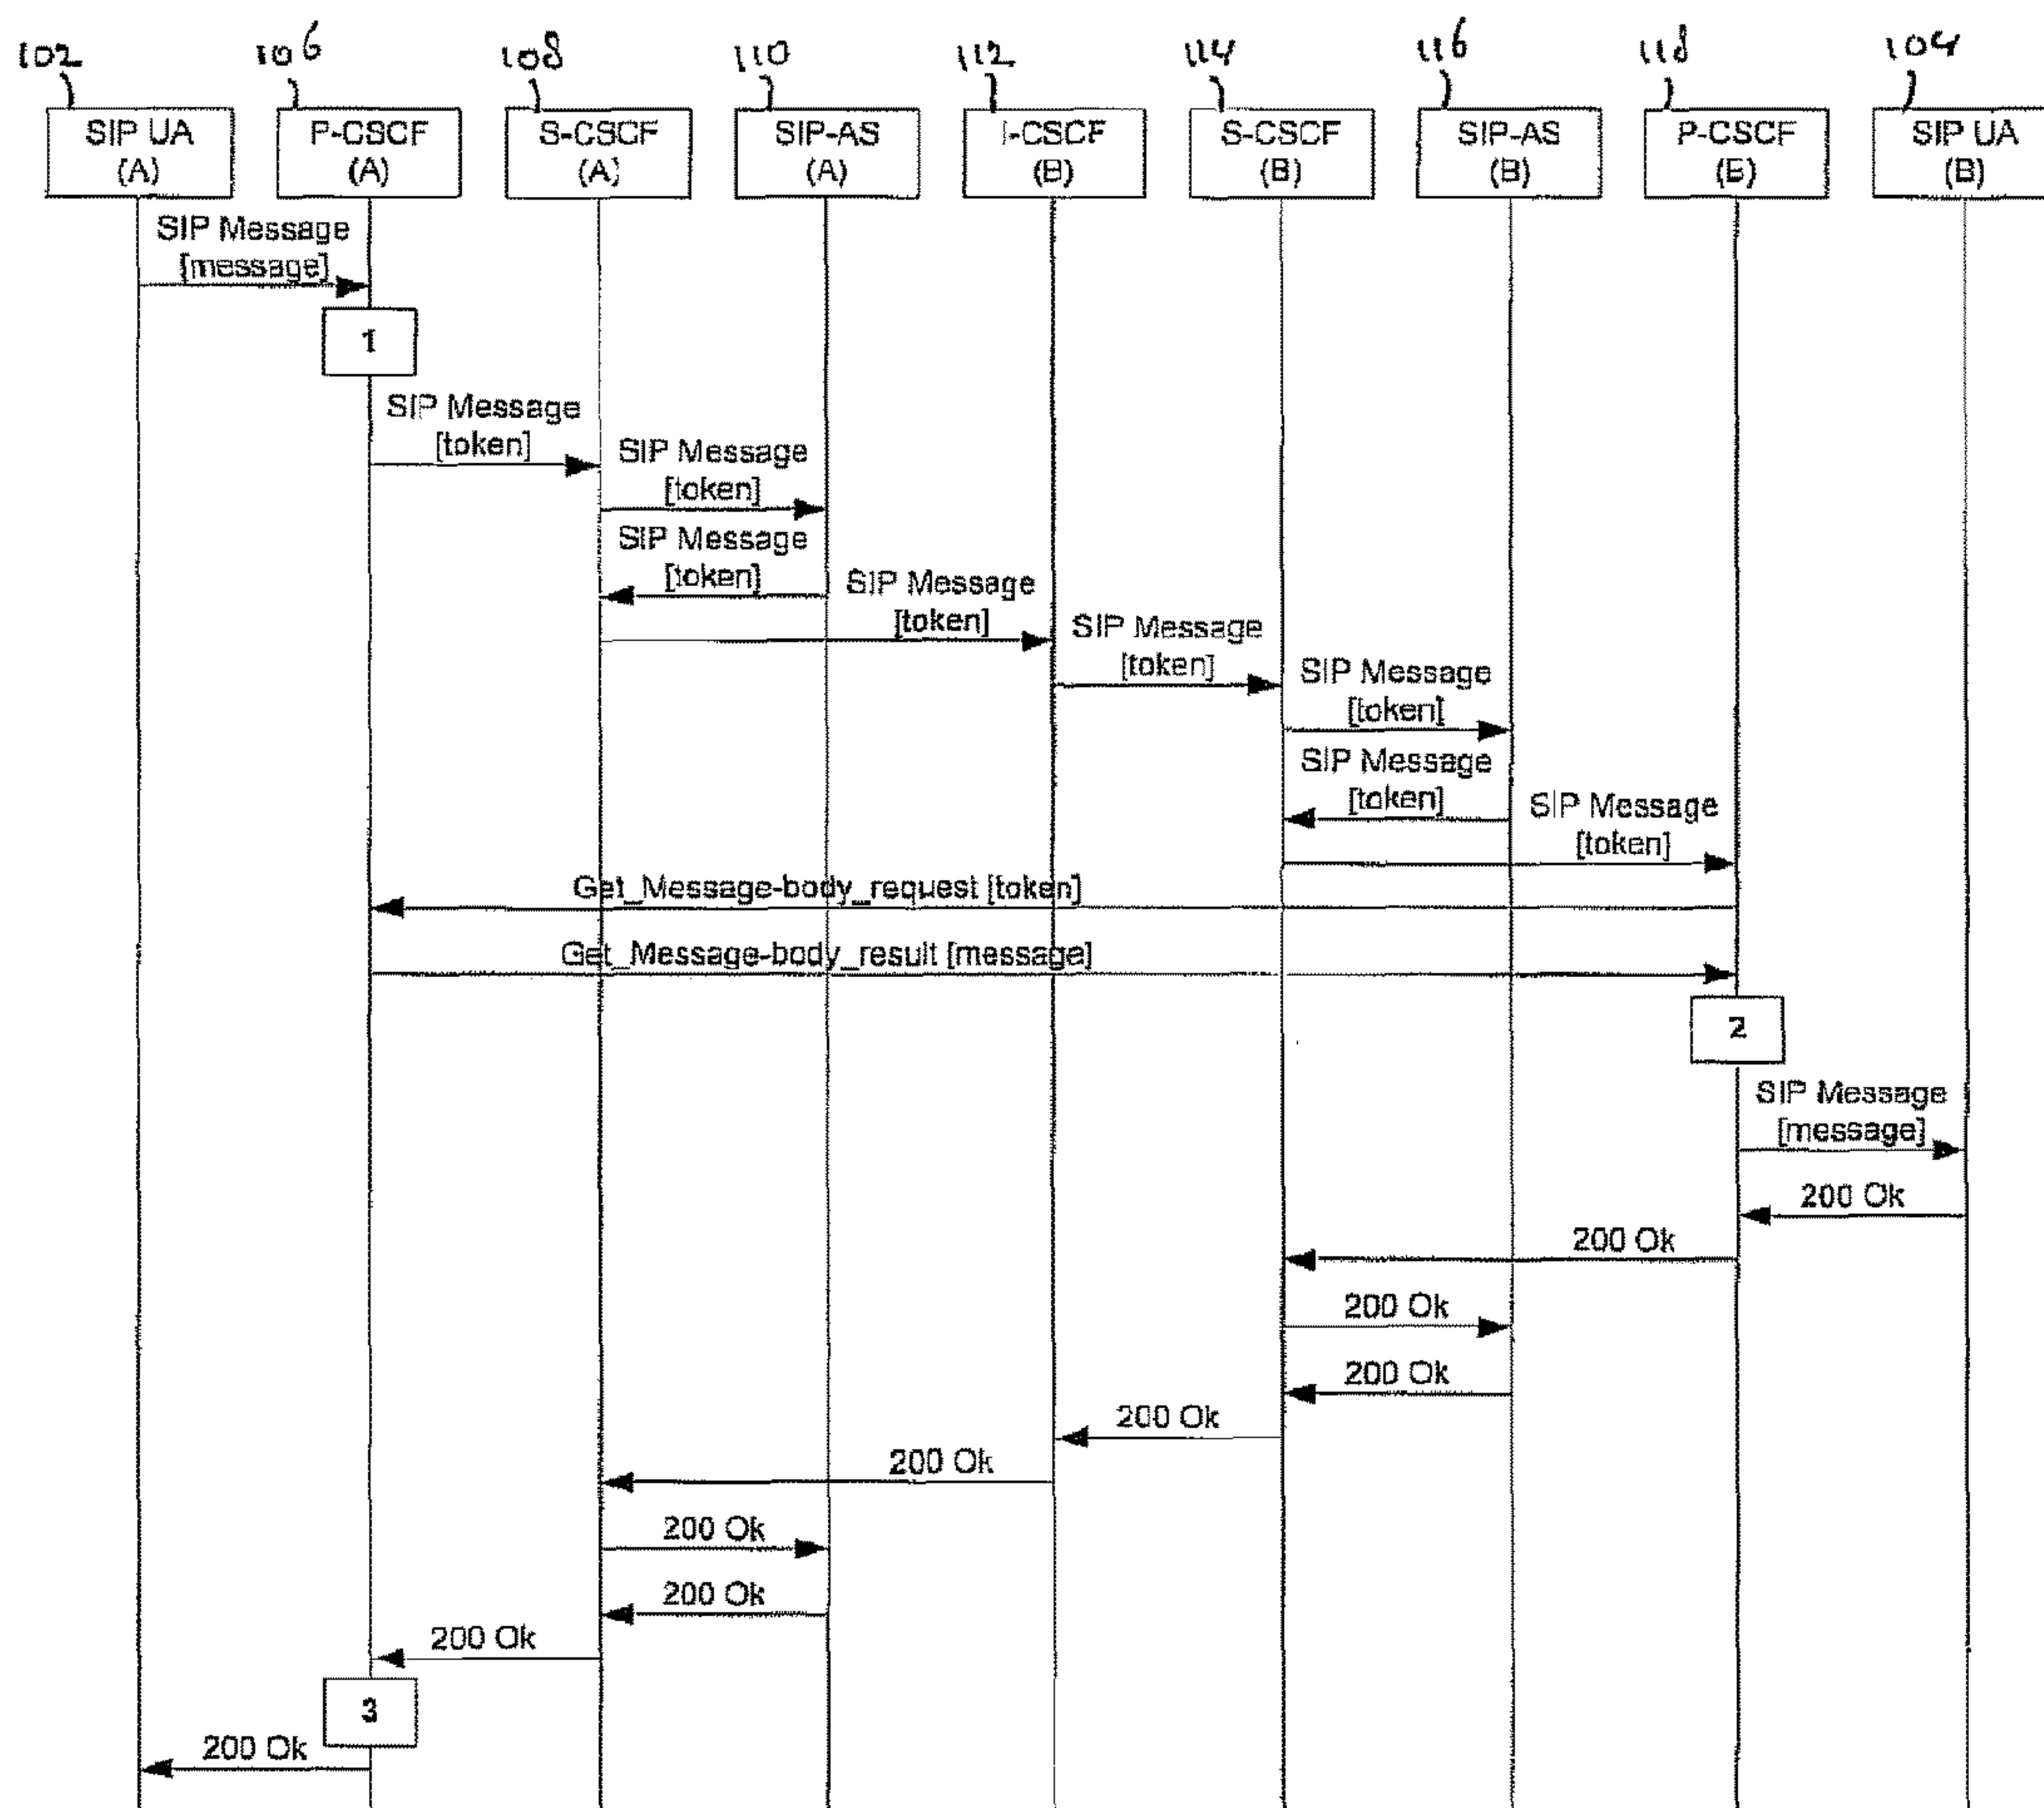 102
106
108
110
112
114
116
118
104
SIP UA
(A)
P-CSCF
(A)
S-CSCF
(A)
SIP-AS
(A)
I-CSCF
(B)
S-CSCF
(B)
SIP-AS
(B)
P-CSCF
(B)
SIP UA
(B)
SIP Message
[message]
1
SIP Message
[token]
SIP Message
[token]
SIP Message
[token]
SIP Message
[token]
SIP Message
[token]
SIP Message
[token]
SIP Message
[token]
SIP Message
[token]
Get_Message-body_request [token]
Get_Message-body_result [message]
2
SIP Message
[message]
200 Ok
200 Ok
200 Ok
200 Ok
200 Ok
200 Ok
200 Ok
200 Ok
200 Ok
3
200 Ok